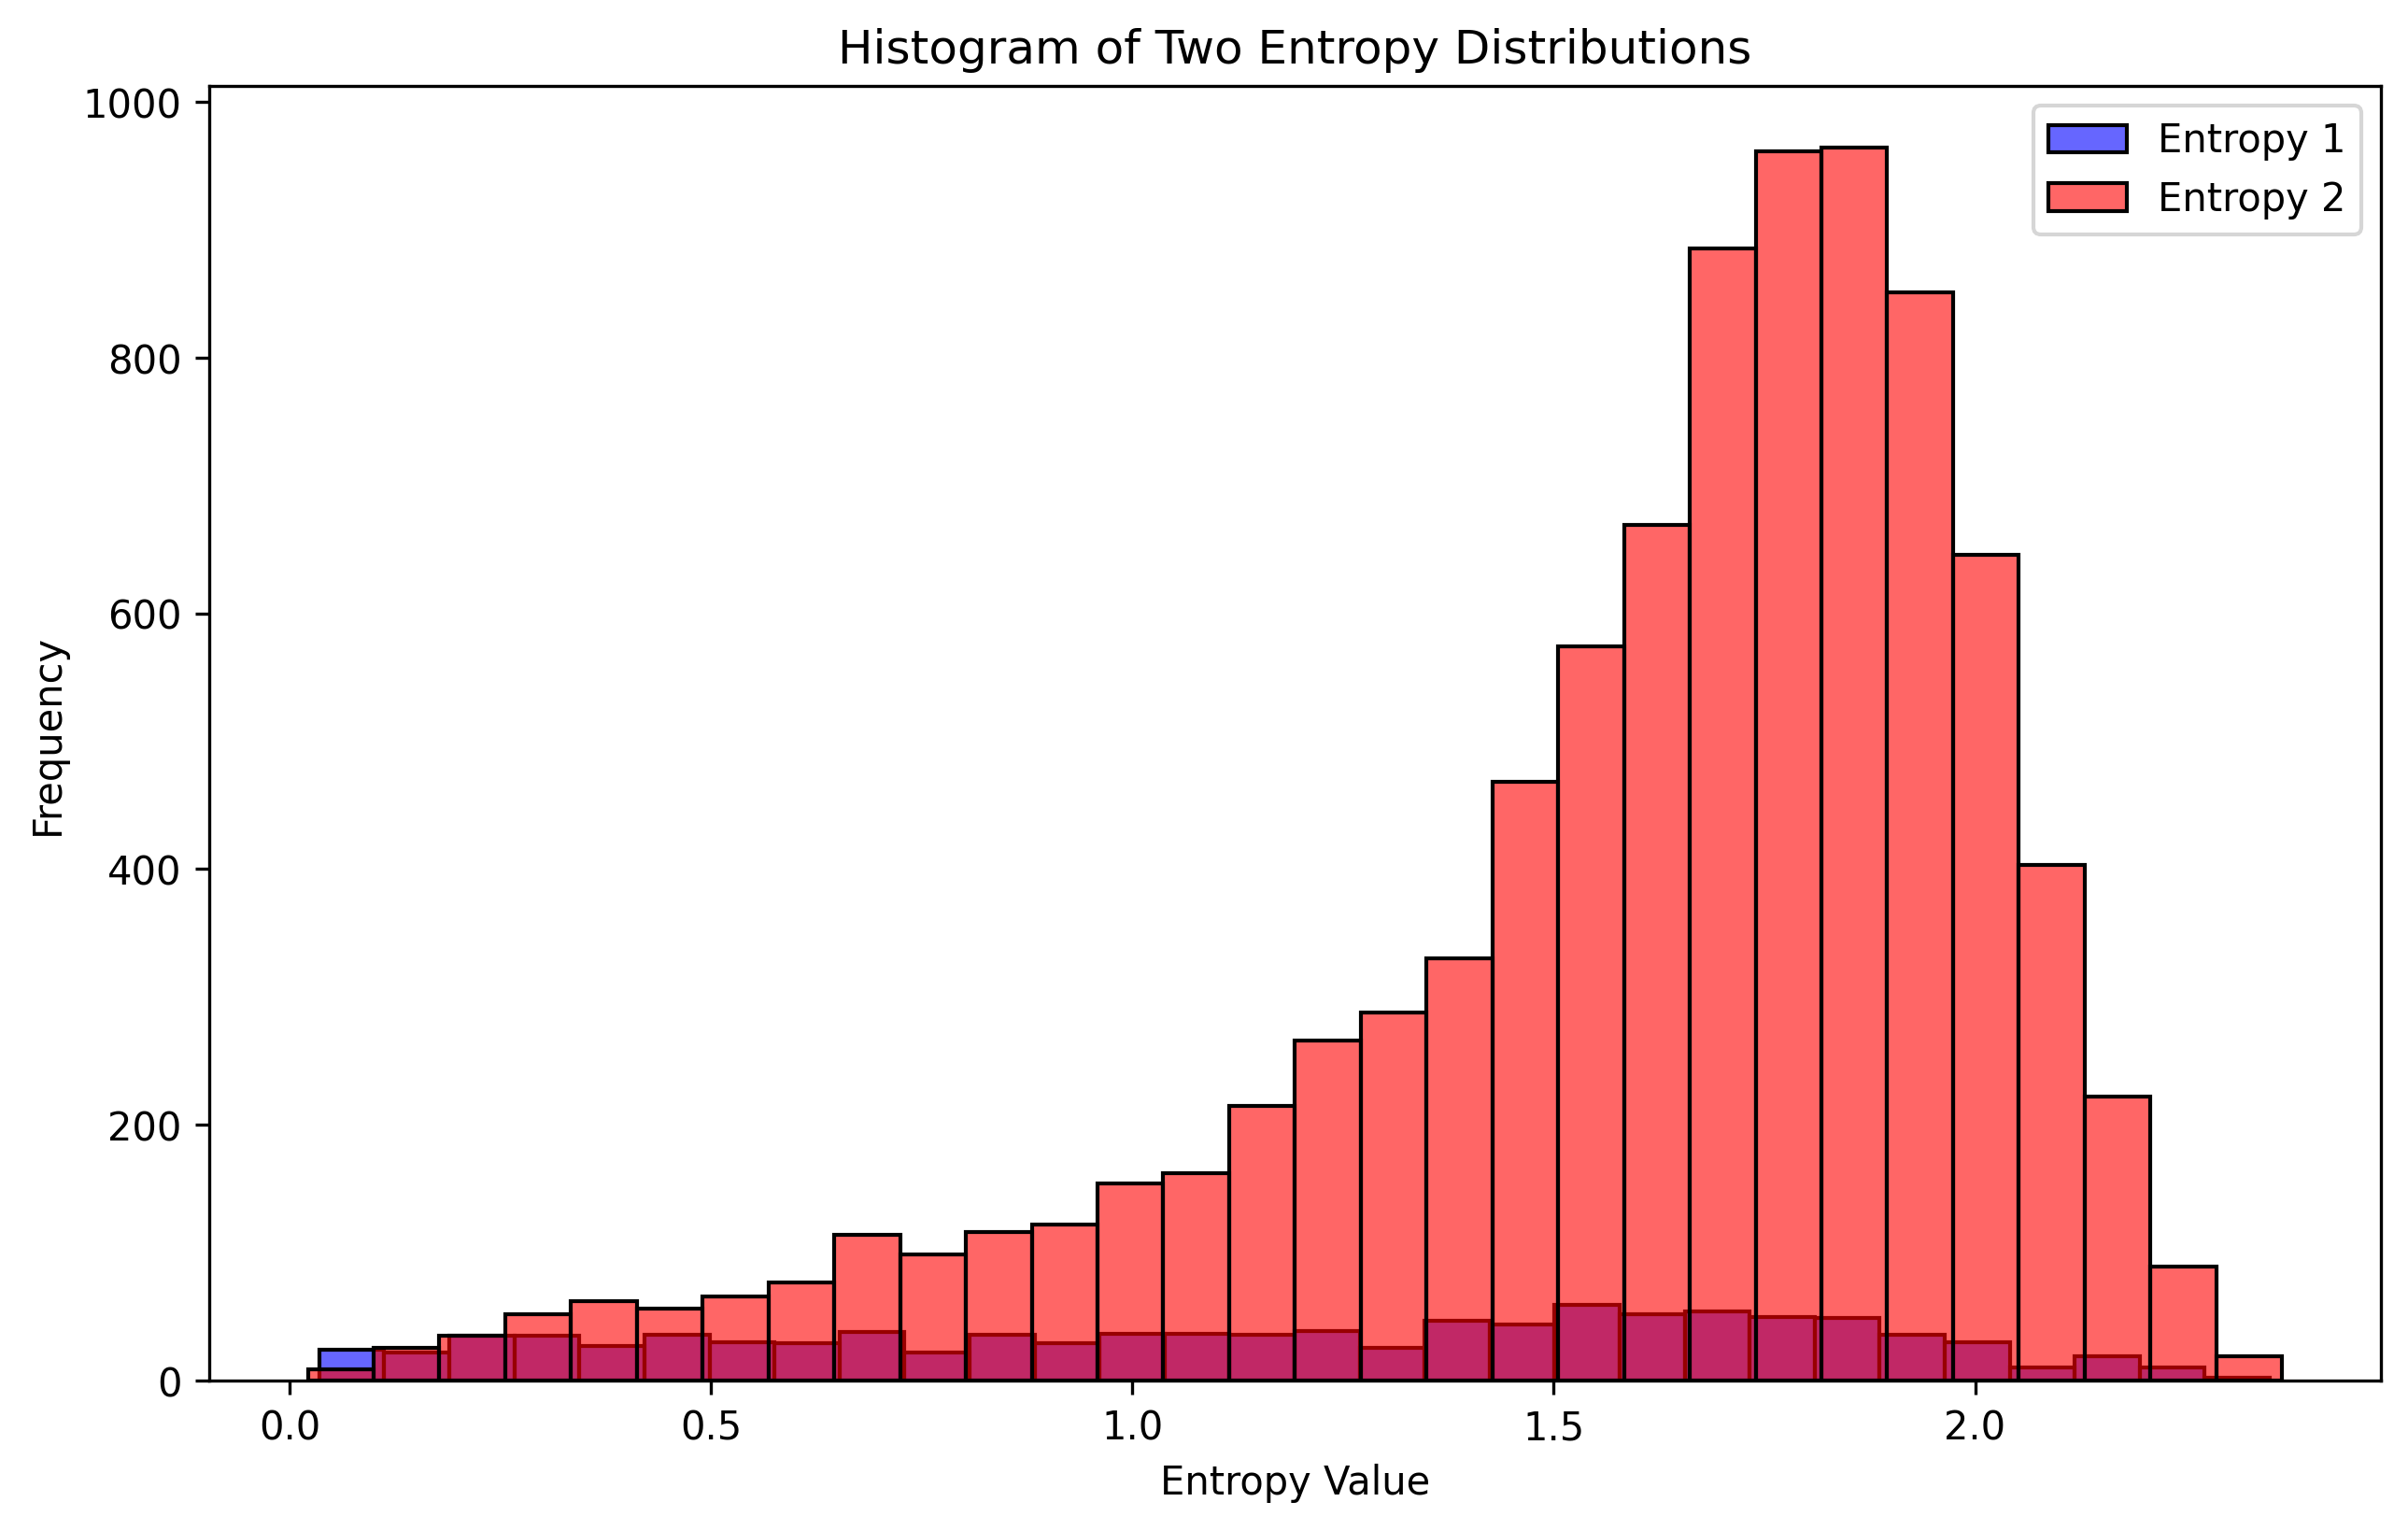 Histogram of Two Entropy Distributions
1000
800
600
400
200
0
Frequency
Entropy 1
Entropy 2
0.0 0.5 1.0 1.5 2.0
Entropy Value